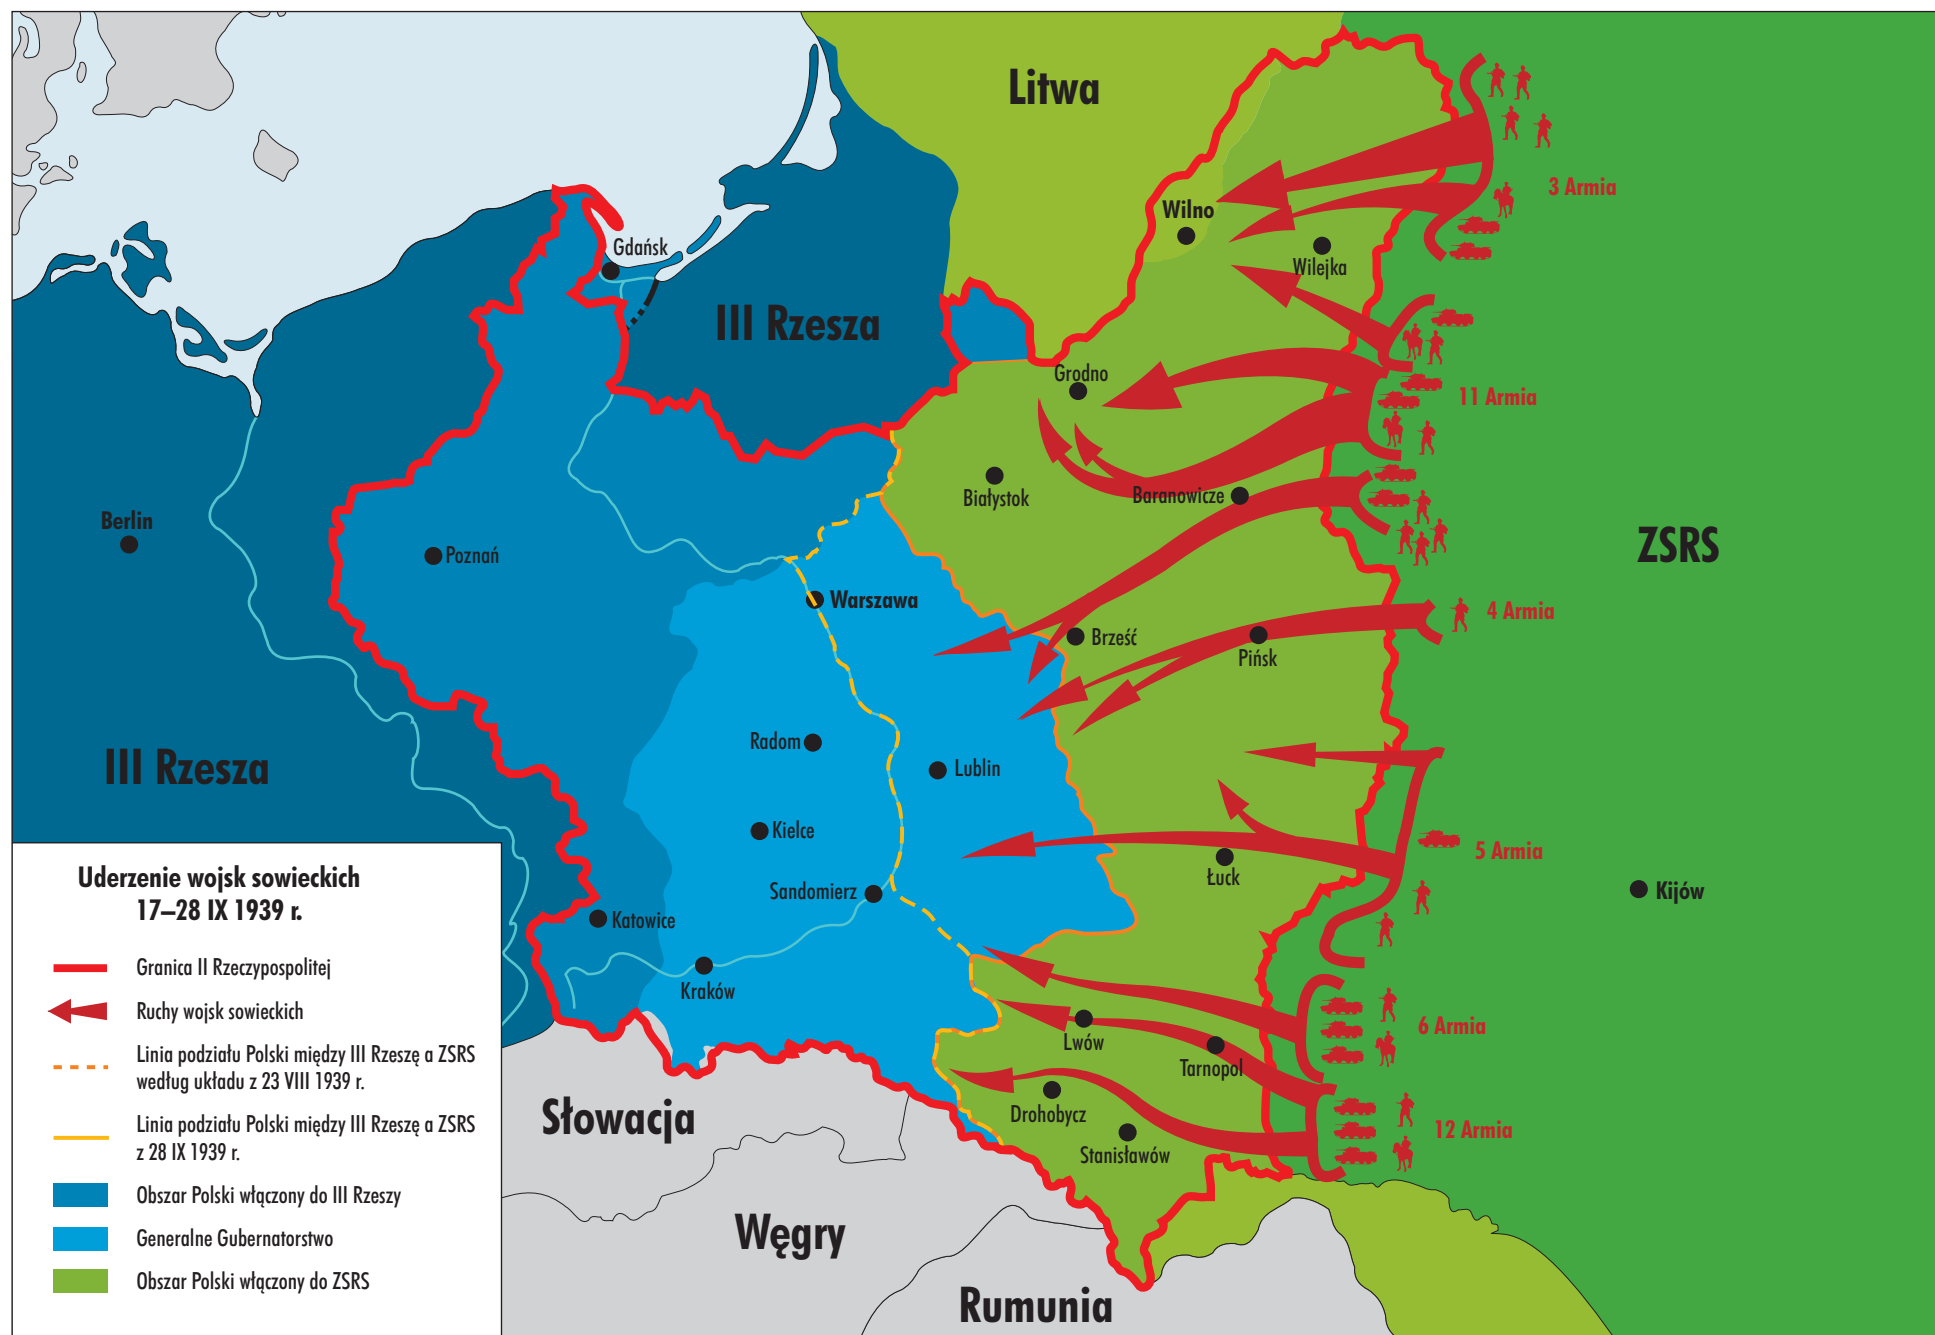 Litwa
3 Armia
Wilno
Wilejka
Gdańsk
III Rzesza
Grodno
11 Armia
Białystok
Baranowicze
Berlin
Poznań
ZSRS
Warszawa
4 Armia
Brześć
Pińsk
Radom
Lublin
III Rzesza
Kielce
5 Armia
Łuck
Sandomierz
Kijów
Katowice
Kraków
6 Armia
Lwów
Tarnopol
Drohobycz
12 Armia
Stanisławów
Słowacja
Węgry
Rumunia
Uderzenie wojsk sowieckich
17–28 IX 1939 r.
Granica II Rzeczypospolitej
Ruchy wojsk sowieckich
Linia podziału Polski między III Rzeszę a ZSRS
według układu z 23 VIII 1939 r.
Linia podziału Polski między III Rzeszę a ZSRS
z 28 IX 1939 r.
Obszar Polski włączony do III Rzeszy
Generalne Gubernatorstwo
Obszar Polski włączony do ZSRS